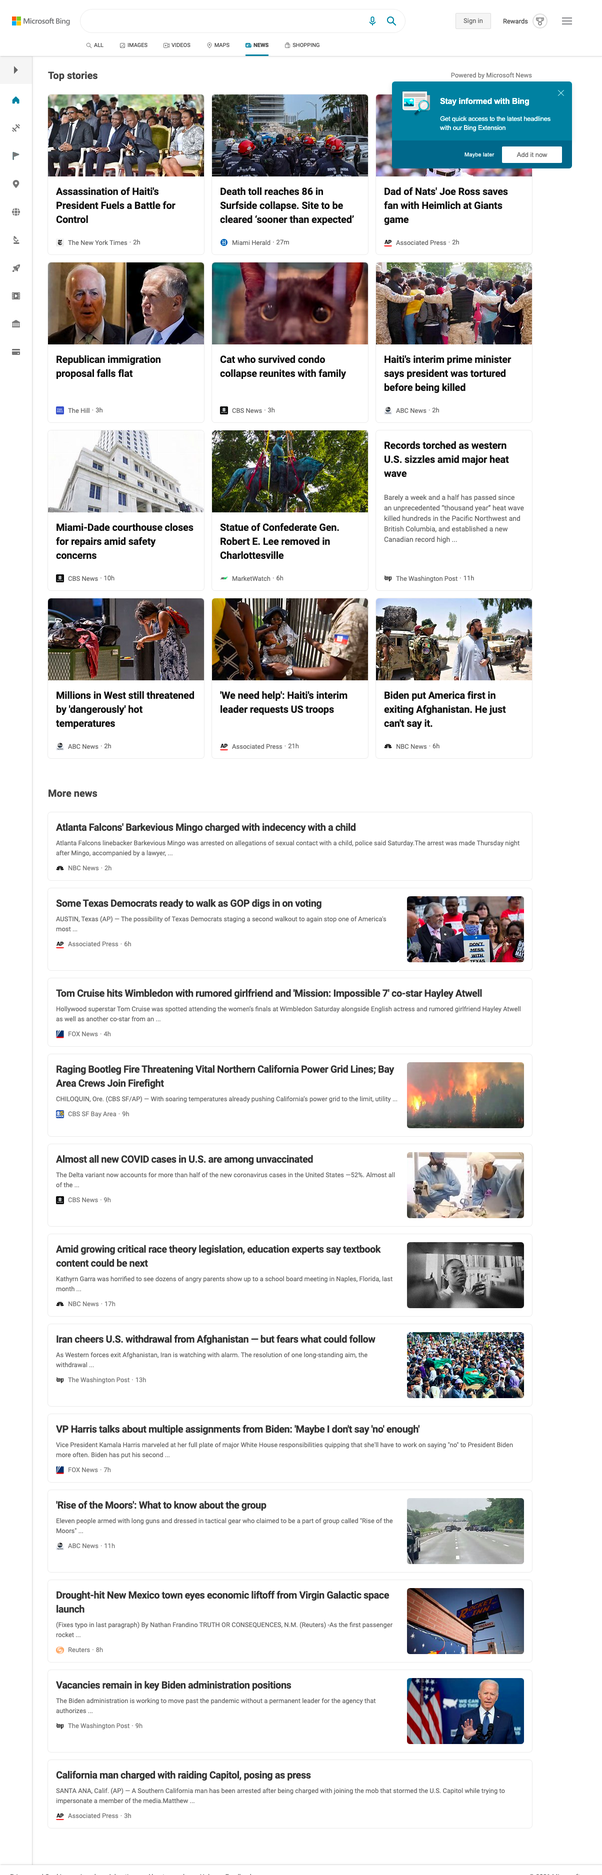 Microsoft Bing
Sign in
Rewards
ALL
IMAGES
VIDEOS
MAPS
NEWS
SHOPPING
Top stories
Powered by Microsoft News
Stay informed with Bing
Get quick access to the latest headlines
with our Bing Extension
Maybe later
Add it now
Assassination of Haiti's
President Fuels a Battle for
Control
The New York Times · 2h
Death toll reaches 86 in
Surfside collapse. Site to be
cleared 'sooner than expected'
Miami Herald · 27m
Dad of Nats' Joe Ross saves
fan with Heimlich at Giants
game
AP Associated Press · 2h
Republican immigration
proposal falls flat
The Hill · 3h
Cat who survived condo
collapse reunites with family
CBS News · 3h
Haiti's interim prime minister
says president was tortured
before being killed
ABC News · 2h
Miami-Dade courthouse closes
for repairs amid safety
concerns
CBS News · 10h
Statue of Confederate Gen.
Robert E. Lee removed in
Charlottesville
MarketWatch · 6h
Records torched as western
U.S. sizzles amid major heat
wave
Barely a week and a half has passed since
an unprecedented "thousand year" heat wave
killed hundreds in the Pacific Northwest and
British Columbia, and established a new
Canadian record high ...
wp The Washington Post · 11h
Millions in West still threatened
by 'dangerously' hot
temperatures
ABC News · 2h
'We need help': Haiti's interim
leader requests US troops
AP Associated Press · 21h
Biden put America first in
exiting Afghanistan. He just
can't say it.
NBC News · 6h
More news
Atlanta Falcons' Barkevious Mingo charged with indecency with a child
Atlanta Falcons linebacker Barkevious Mingo was arrested on allegations of sexual contact with a child, police said Saturday.The arrest was made Thursday night
after Mingo, accompanied by a lawyer, ...
NBC News · 2h
Some Texas Democrats ready to walk as GOP digs in on voting
AUSTIN, Texas (AP) — The possibility of Texas Democrats staging a second walkout to again stop one of America's
most ...
AP Associated Press · 6h
DON'T
MESS
WITH
TEXAS
Tom Cruise hits Wimbledon with rumored girlfriend and 'Mission: Impossible 7' co-star Hayley Atwell
Hollywood superstar Tom Cruise was spotted attending the women's finals at Wimbledon Saturday alongside English actress and rumored girlfriend Hayley Atwell
as well as another co-star from an ...
FOX News · 4h
Raging Bootleg Fire Threatening Vital Northern California Power Grid Lines; Bay
Area Crews Join Firefight
CHILOQUIN, Ore. (CBS SF/AP) — With soaring temperatures already pushing California's power grid to the limit, utility ...
CBS SF Bay Area · 9h
Almost all new COVID cases in U.S. are among unvaccinated
The Delta variant now accounts for more than half of the new coronavirus cases in the United States —52%. Almost all
of the ...
CBS News · 9h
Amid growing critical race theory legislation, education experts say textbook
content could be next
Kathyrn Garra was horrified to see dozens of angry parents show up to a school board meeting in Naples, Florida, last
month ...
NBC News · 17h
Iran cheers U.S. withdrawal from Afghanistan — but fears what could follow
As Western forces exit Afghanistan, Iran is watching with alarm. The resolution of one long-standing aim, the
withdrawal ...
wp The Washington Post · 13h
VP Harris talks about multiple assignments from Biden: 'Maybe I don't say 'no' enough'
Vice President Kamala Harris marveled at her full plate of major White House responsibilities quipping that she'll have to work on saying "no" to President Biden
more often. Biden has put his second ...
FOX News · 7h
'Rise of the Moors': What to know about the group
Eleven people armed with long guns and dressed in tactical gear who claimed to be a part of group called "Rise of the
Moors" ...
ABC News · 11h
Drought-hit New Mexico town eyes economic liftoff from Virgin Galactic space
launch
(Fixes typo in last paragraph) By Nathan Frandino TRUTH OR CONSEQUENCES, N.M. (Reuters) -As the first passenger
rocket ...
Reuters · 8h
ROCKET INN
Vacancies remain in key Biden administration positions
The Biden administration is working to move past the pandemic without a permanent leader for the agency that
authorizes ...
wp The Washington Post · 9h
WE CAN
DO THIS
California man charged with raiding Capitol, posing as press
SANTA ANA, Calif. (AP) — A Southern California man has been arrested after being charged with joining the mob that stormed the U.S. Capitol while trying to
impersonate a member of the media.Matthew ...
AP Associated Press · 3h